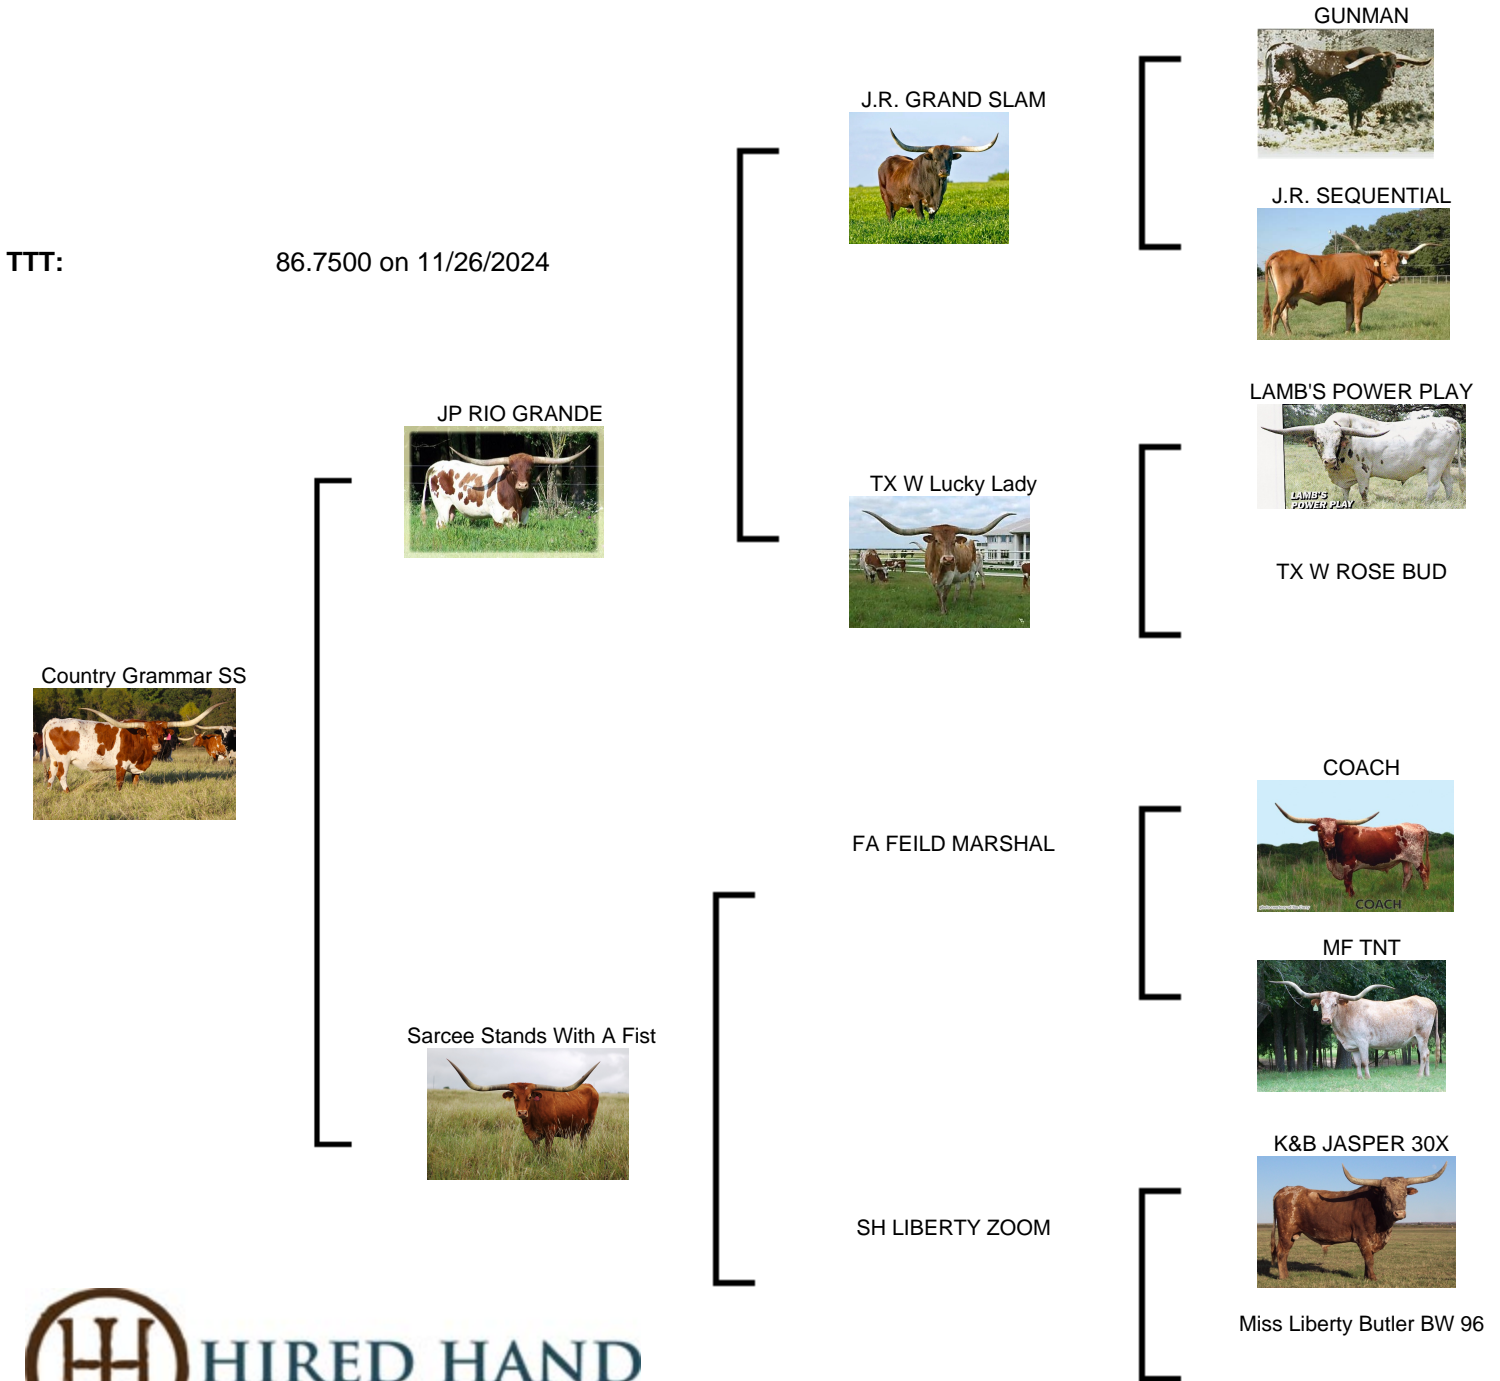 GUNMAN
J.R. GRAND SLAM
J.R. SEQUENTIAL
TTT: 86.7500 on 11/26/2024
LAMB'S POWER PLAY
JP RIO GRANDE
LAMB'S
POWER PLAY
TX W Lucky Lady
TX W ROSE BUD
Country Grammar SS
COACH
FA FEILD MARSHAL
COACH
MF TNT
Sarcee Stands With A Fist
K&B JASPER 30X
SH LIBERTY ZOOM
Miss Liberty Butler BW 96
HIRED HAND